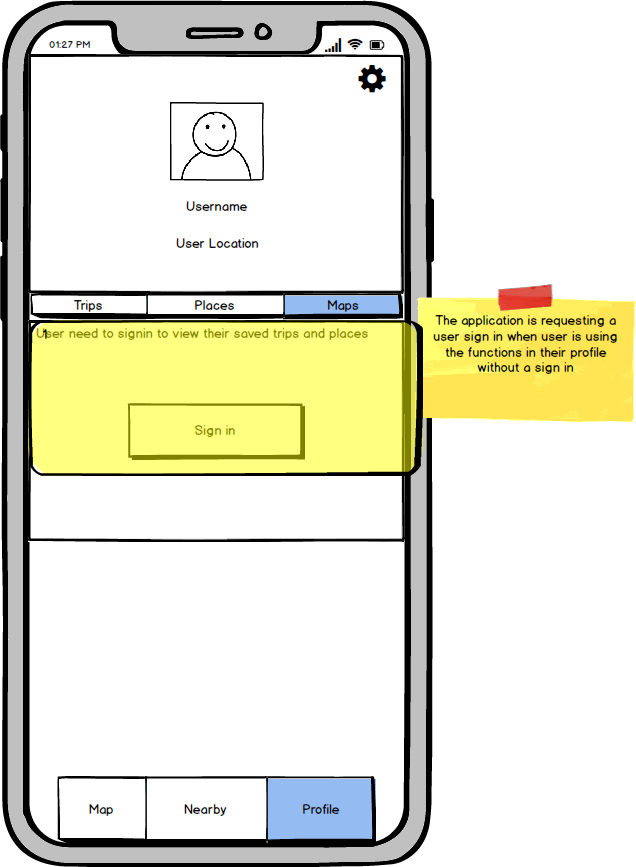 01:27 PM
Username
User Location
Trips Places Maps
1
User need to signin to view their saved trips and places
Sign in
The application is requesting a
user sign in when user is using
the functions in their profile
without a sign in
Map Nearby Profile